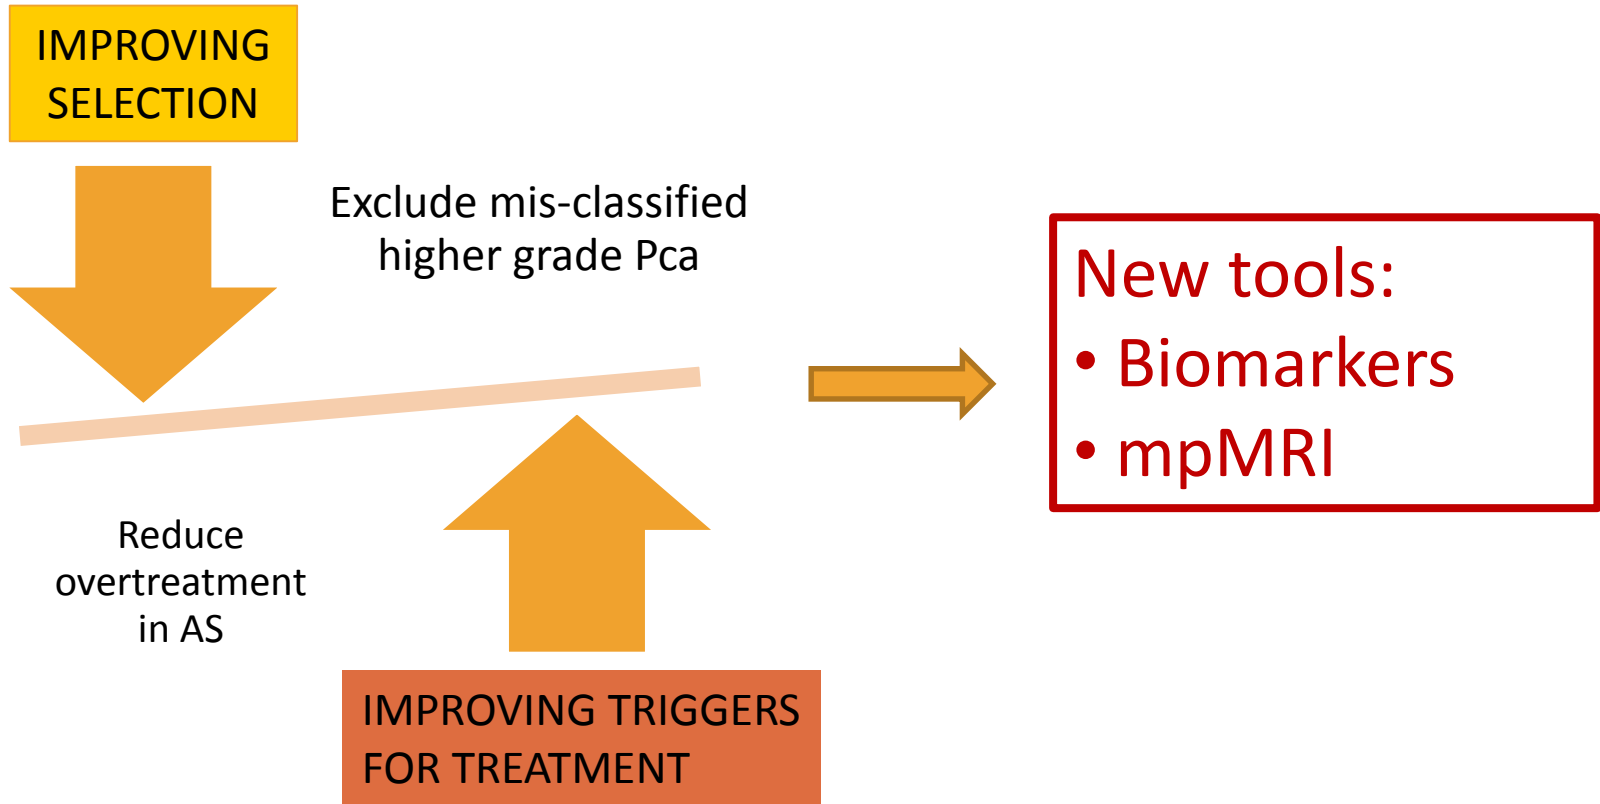 IMPROVING
SELECTION
Exclude mis-classified
higher grade Pca
Reduce
overtreatment
in AS
IMPROVING TRIGGERS
FOR TREATMENT
New tools:
• Biomarkers
• mpMRI